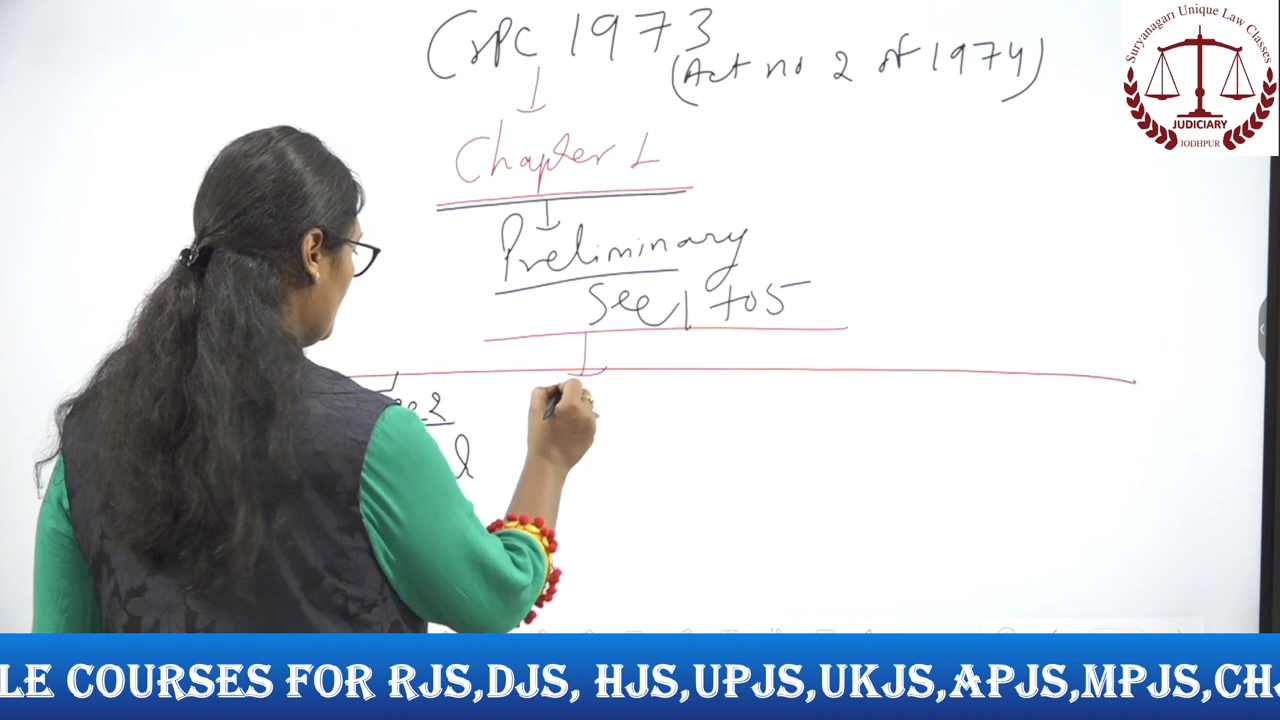 CrPC 1973
(Act no 2 of 1974)
Chapter 1
Preliminary
Sec 1 to 5
Suryanagari Unique Law Classes
JUDICIARY
JODHPUR
LE COURSES FOR RJS,DJS, HJS,UPJS,UKJS,APJS,MPJS,CH